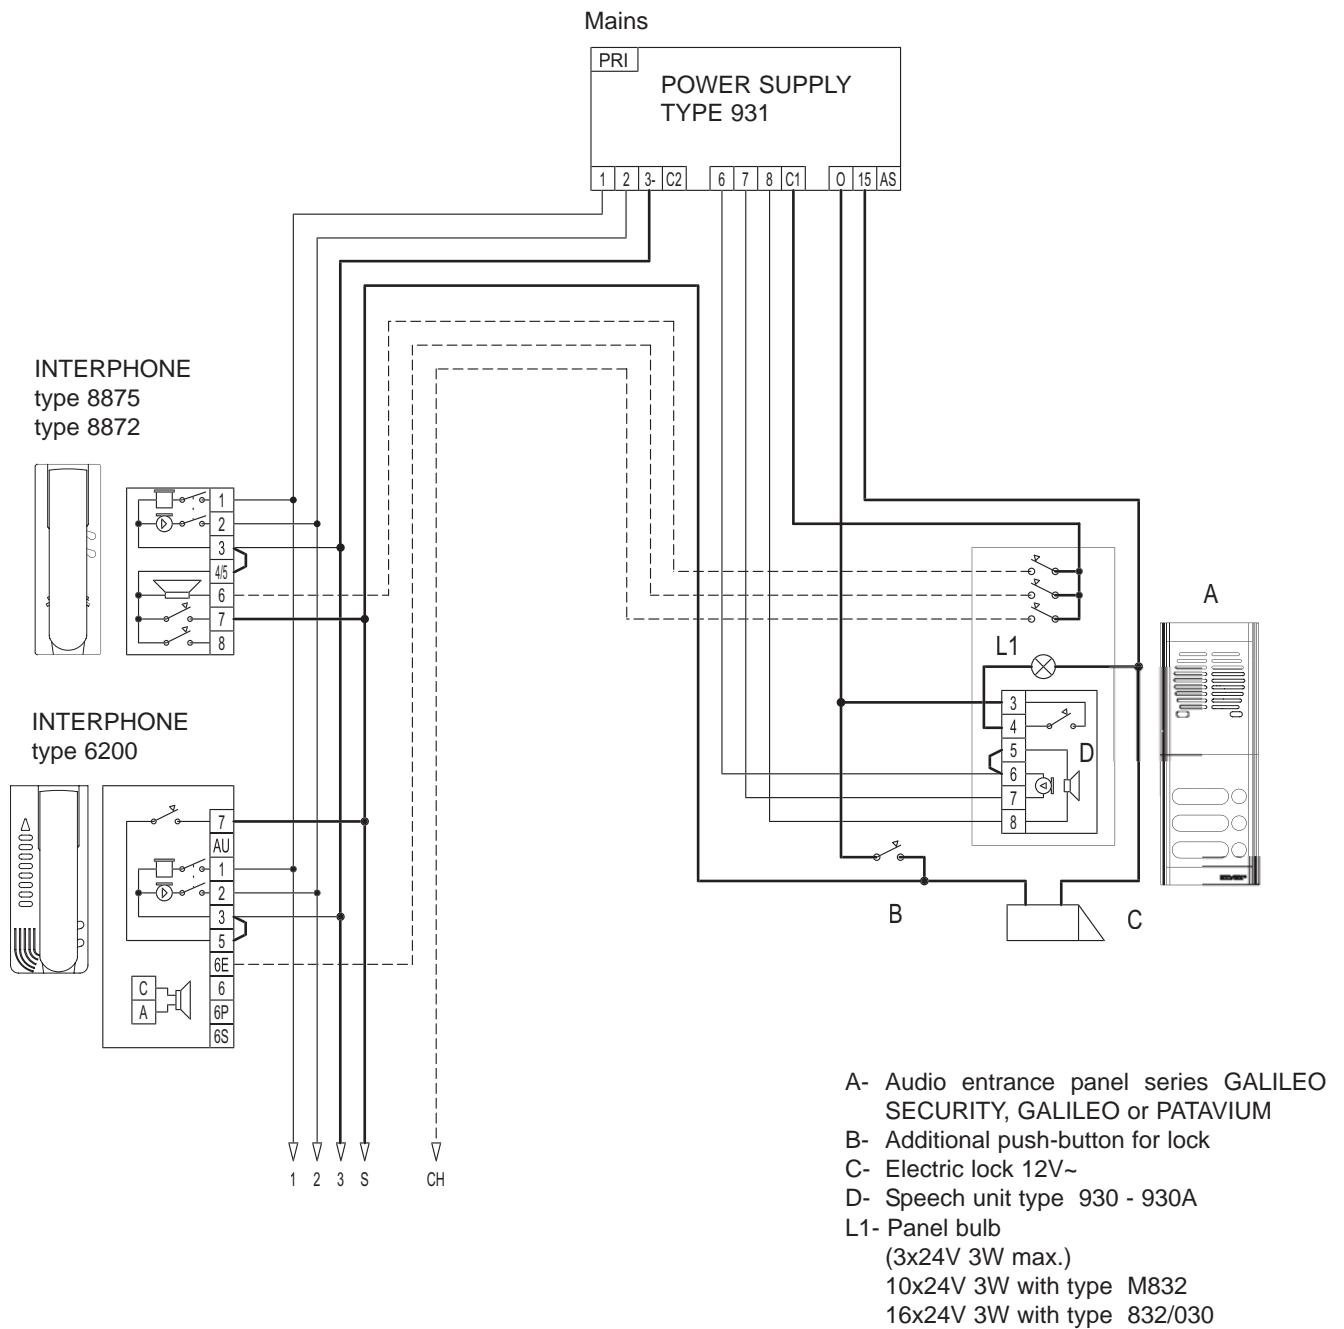 Mains
PRI
POWER SUPPLY
TYPE 931
1 2 3- C2 6 7 8 C1 O 15 AS
INTERPHONE
type 8875
type 8872
1
2
3
4/5
6
7
8
A
L1
3
4
5
6
7
8
D
INTERPHONE
type 6200
7
AU
1
2
3
5
6E
6
6P
6S
C
A
B
C
1 2 3 S CH
A- Audio entrance panel series GALILEO
SECURITY, GALILEO or PATAVIUM
B- Additional push-button for lock
C- Electric lock 12V~
D- Speech unit type 930 - 930A
L1- Panel bulb
(3x24V 3W max.)
10x24V 3W with type M832
16x24V 3W with type 832/030